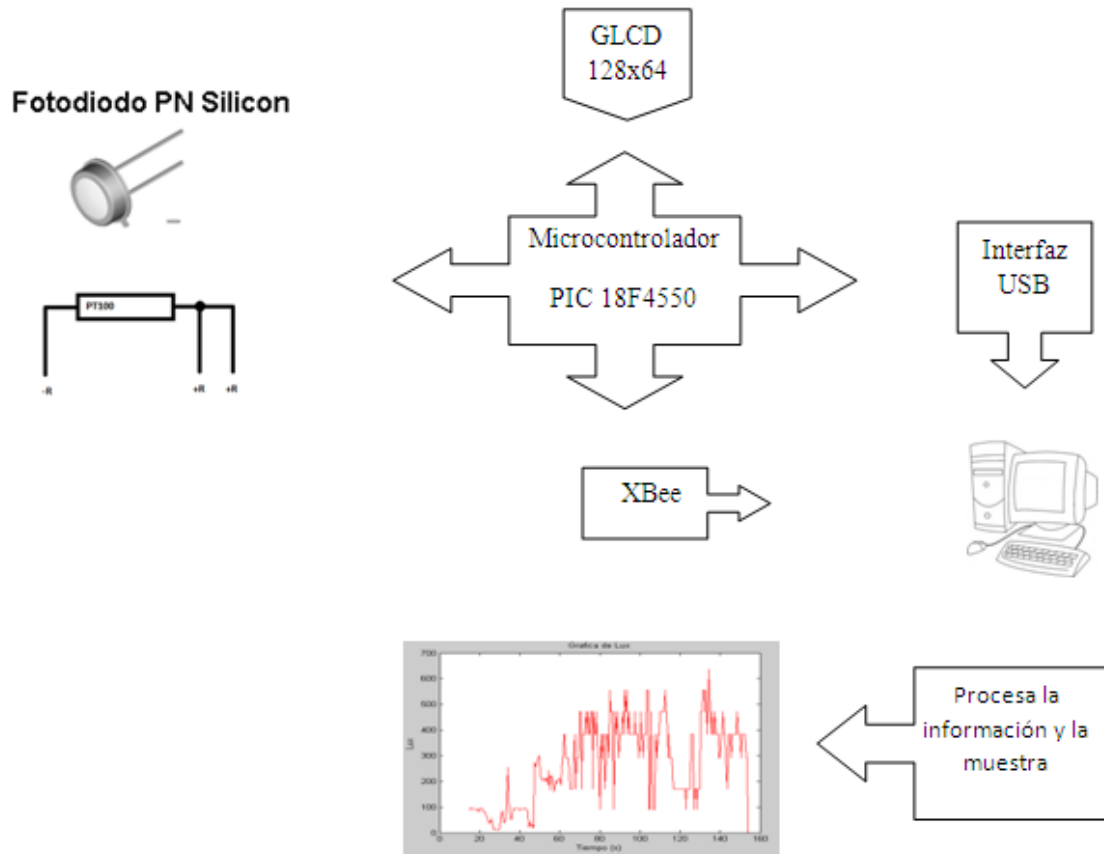 GLCD
128x64
Fotodiodo PN Silicon
Microcontrolador
PIC 18F4550
Interfaz
USB
PT100
-R
+R
+R
XBee
Grafica de Lux
700
600
500
400
300
200
100
0
Lux
0
20
40
60
80
100
120
140
160
Tiempo (s)
Procesa la
información y la
muestra